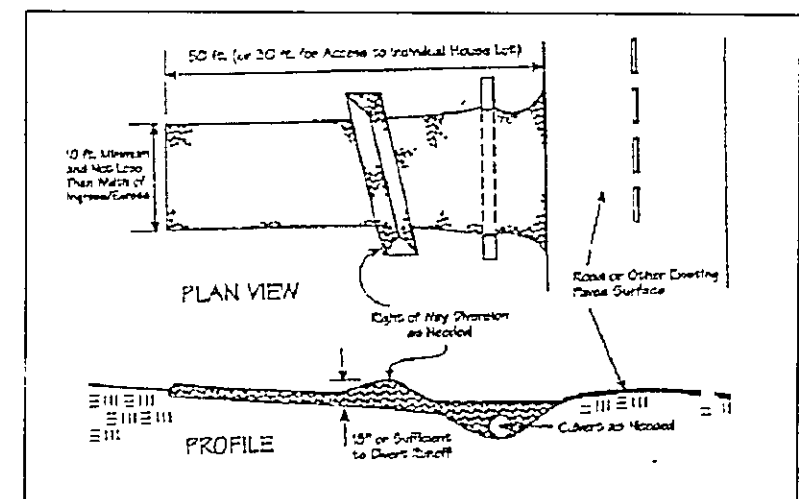 50 ft. (or 30 ft. for Access to Individual House Lot)
10 ft. Minimum
and Not Less
Than Width of
Ingress/Egress
PLAN VIEW
Right of Way Diversion
as Needed
Road or Other Existing
Paved Surface
PROFILE
18" or Sufficient
to Divert Runoff
Culvert as Needed